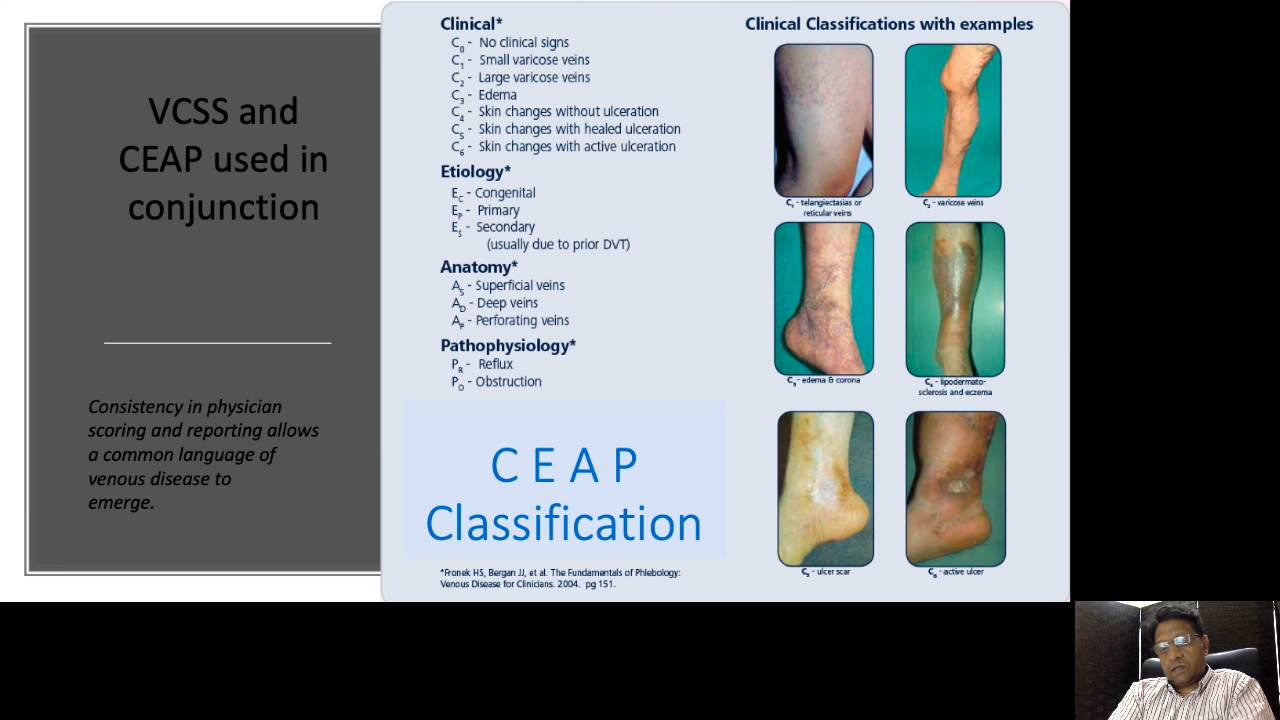 VCSS and
CEAP used in
conjunction
Consistency in physician
scoring and reporting allows
a common language of
venous disease to
emerge.
Clinical*
C0 - No clinical signs
C1 - Small varicose veins
C2 - Large varicose veins
C3 - Edema
C4 - Skin changes without ulceration
C5 - Skin changes with healed ulceration
C6 - Skin changes with active ulceration
Etiology*
EC - Congenital
EP - Primary
ES - Secondary
(usually due to prior DVT)
Anatomy*
AS - Superficial veins
AD - Deep veins
AP - Perforating veins
Pathophysiology*
PR - Reflux
PO - Obstruction
C E A P
Classification
*Fronek HS, Bergan JJ, et al. The Fundamentals of Phlebology:
Venous Disease for Clinicians. 2004. pg 151.
Clinical Classifications with examples
C1 - telangiectasias or
reticular veins
C2 - varicose veins
C3 - edema & corona
C4 - lipodermato-
sclerosis and eczema
C5 - ulcer scar
C6 - active ulcer